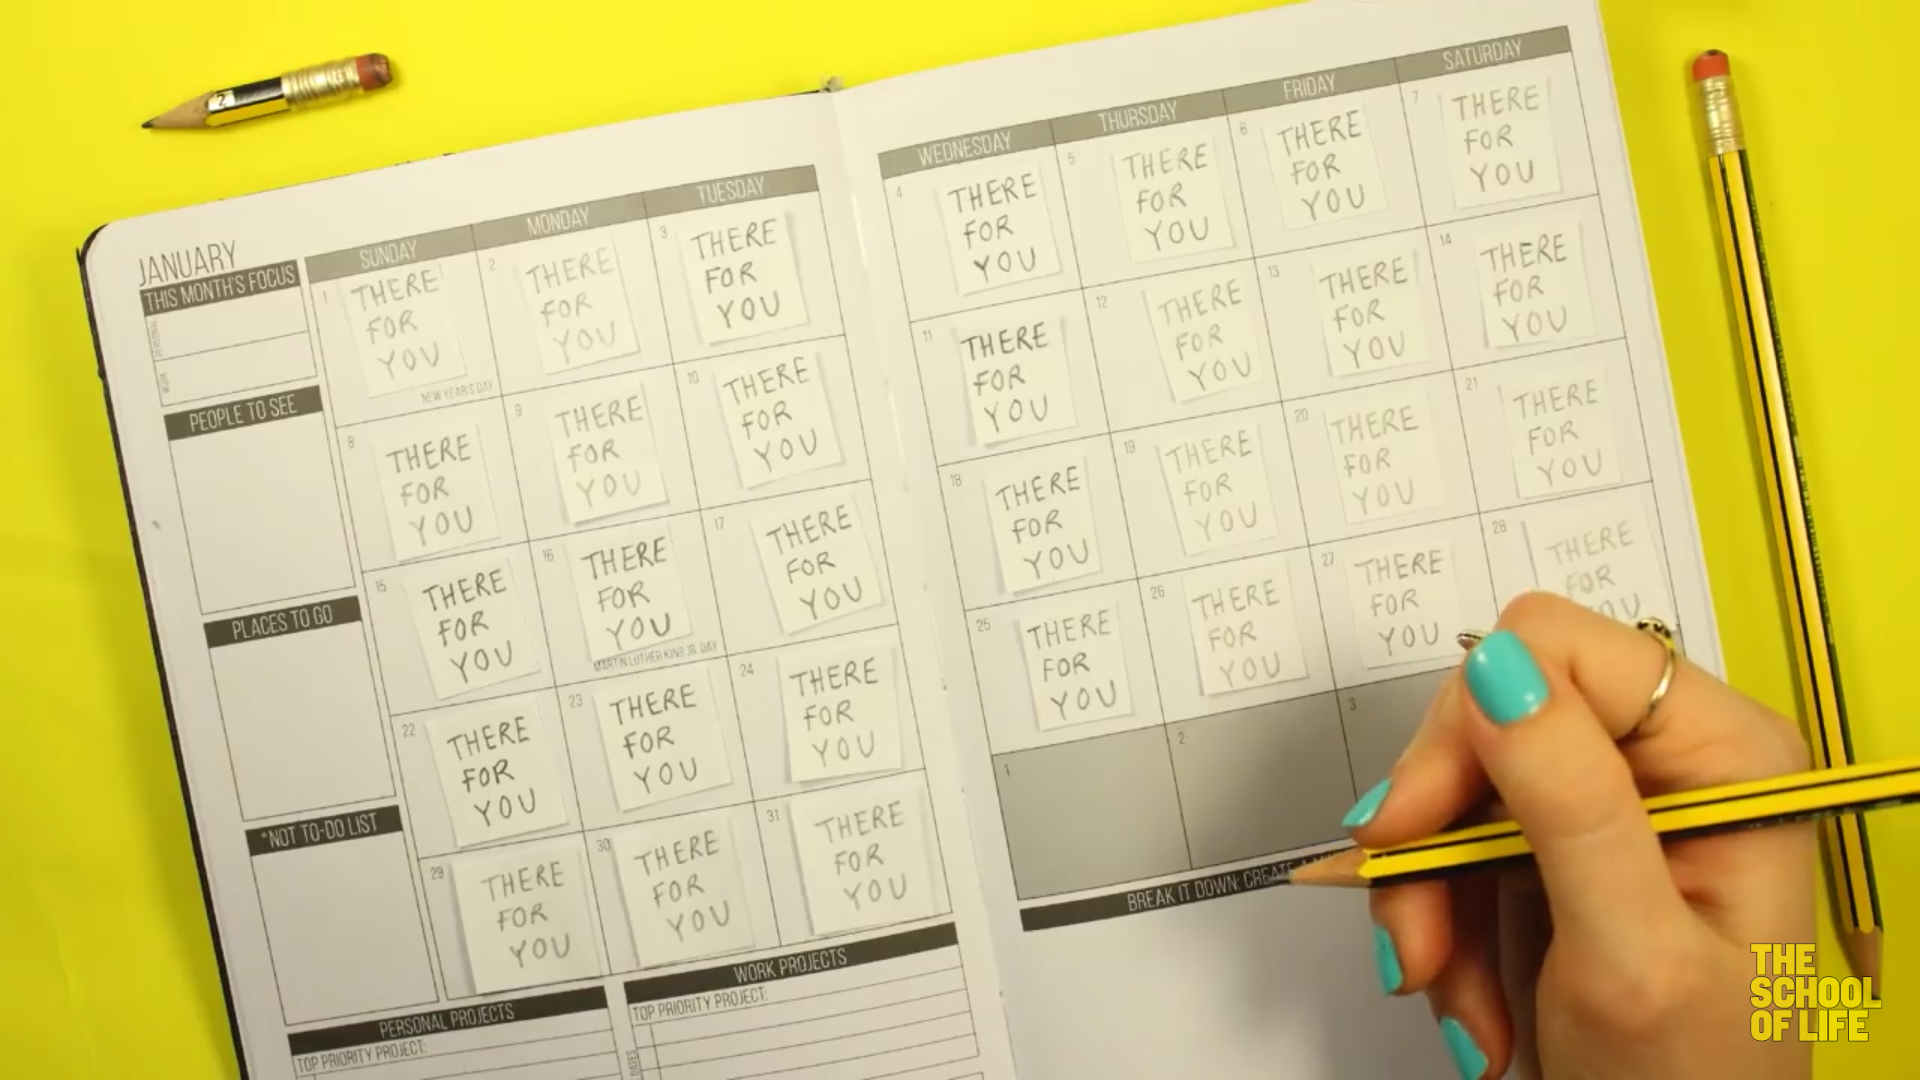 JANUARY
THIS MONTH'S FOCUS
PERSONAL
WORK
PEOPLE TO SEE
PLACES TO GO
*NOT TO-DO LIST
SUNDAY MONDAY TUESDAY WEDNESDAY THURSDAY FRIDAY SATURDAY
1 2 3 4 5 6 7
THERE THERE THERE THERE THERE THERE THERE
FOR FOR FOR FOR FOR FOR FOR
YOU YOU YOU YOU YOU YOU YOU
NEW YEAR'S DAY
8 9 10 11 12 13 14
THERE THERE THERE THERE THERE THERE THERE
FOR FOR FOR FOR FOR FOR FOR
YOU YOU YOU YOU YOU YOU YOU
15 16 17 18 19 20 21
THERE THERE THERE THERE THERE THERE THERE
FOR FOR FOR FOR FOR FOR FOR
YOU YOU YOU YOU YOU YOU YOU
MARTIN LUTHER KING JR. DAY
22 23 24 25 26 27 28
THERE THERE THERE THERE THERE THERE THERE
FOR FOR FOR FOR FOR FOR FOR
YOU YOU YOU YOU YOU YOU YOU
29 30 31 1 2 3
THERE THERE THERE
FOR FOR FOR
YOU YOU YOU
PERSONAL PROJECTS
TOP PRIORITY PROJECT:
WORK PROJECTS
TOP PRIORITY PROJECT:
BREAK IT DOWN: CREATE A
THE
SCHOOL
OF LIFE